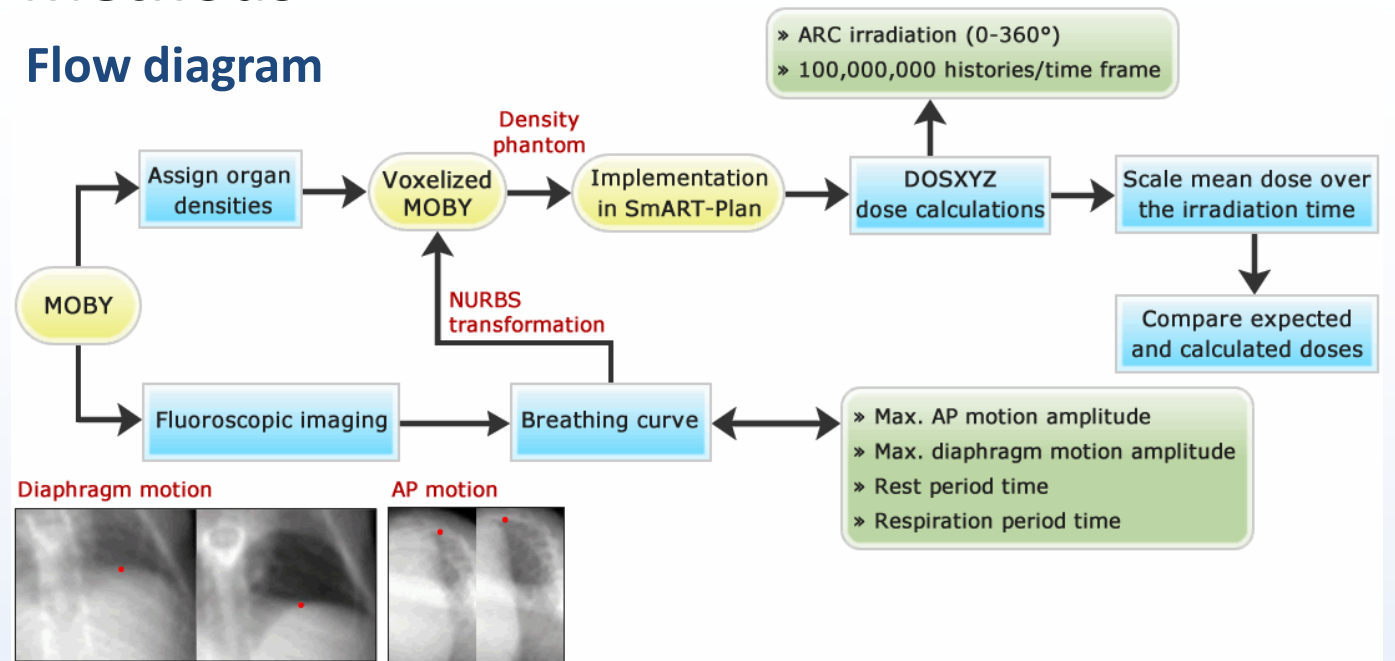 Flow diagram
» ARC irradiation (0-360°)
» 100,000,000 histories/time frame
Density
phantom
Assign organ
densities
Voxelized
MOBY
Implementation
in SmART-Plan
DOSXYZ
dose calculations
Scale mean dose over
the irradiation time
MOBY
NURBS
transformation
Compare expected
and calculated doses
Fluoroscopic imaging
Breathing curve
» Max. AP motion amplitude
» Max. diaphragm motion amplitude
» Rest period time
» Respiration period time
Diaphragm motion
AP motion